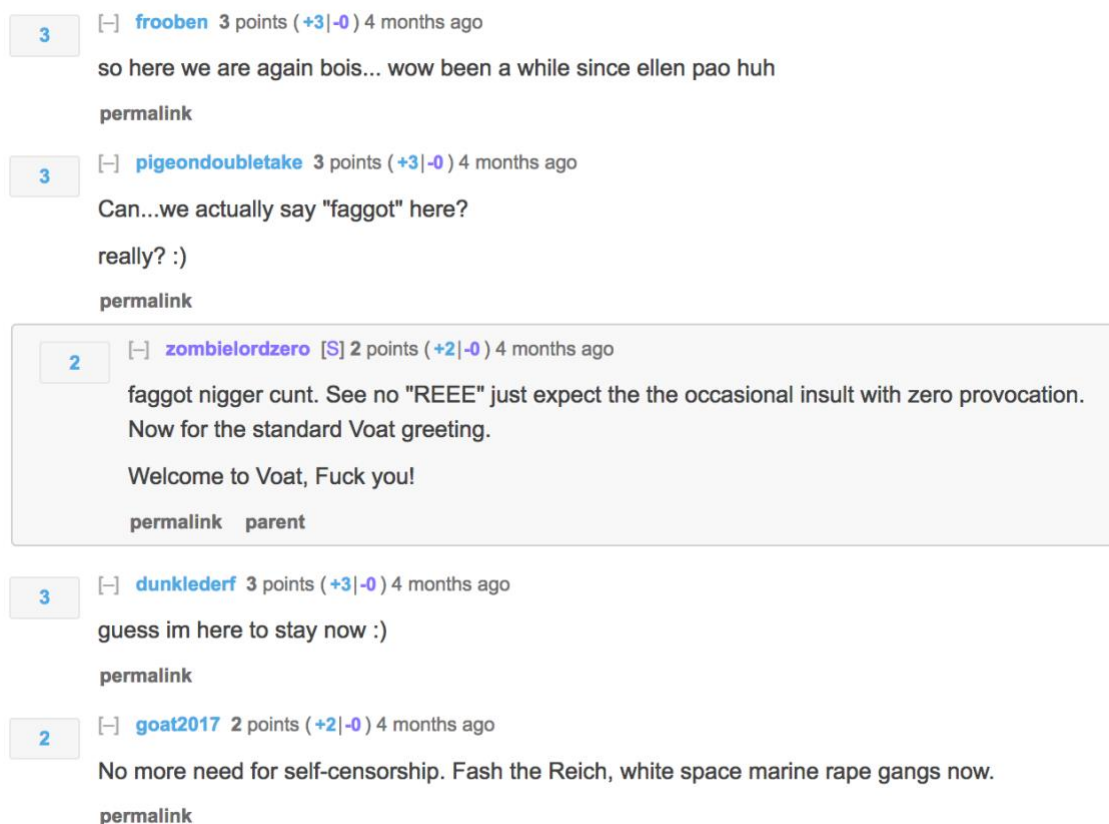 3
[–] frooben 3 points (+3|-0) 4 months ago
so here we are again bois... wow been a while since ellen pao huh
permalink
3
[–] pigeondoubletake 3 points (+3|-0) 4 months ago
Can...we actually say "faggot" here?
really? :)
permalink
2
[–] zombielordzero [S] 2 points (+2|-0) 4 months ago
faggot nigger cunt. See no "REEE" just expect the the occasional insult with zero provocation.
Now for the standard Voat greeting.
Welcome to Voat, Fuck you!
permalink parent
3
[–] dunklederf 3 points (+3|-0) 4 months ago
guess im here to stay now :)
permalink
2
[–] goat2017 2 points (+2|-0) 4 months ago
No more need for self-censorship. Fash the Reich, white space marine rape gangs now.
permalink